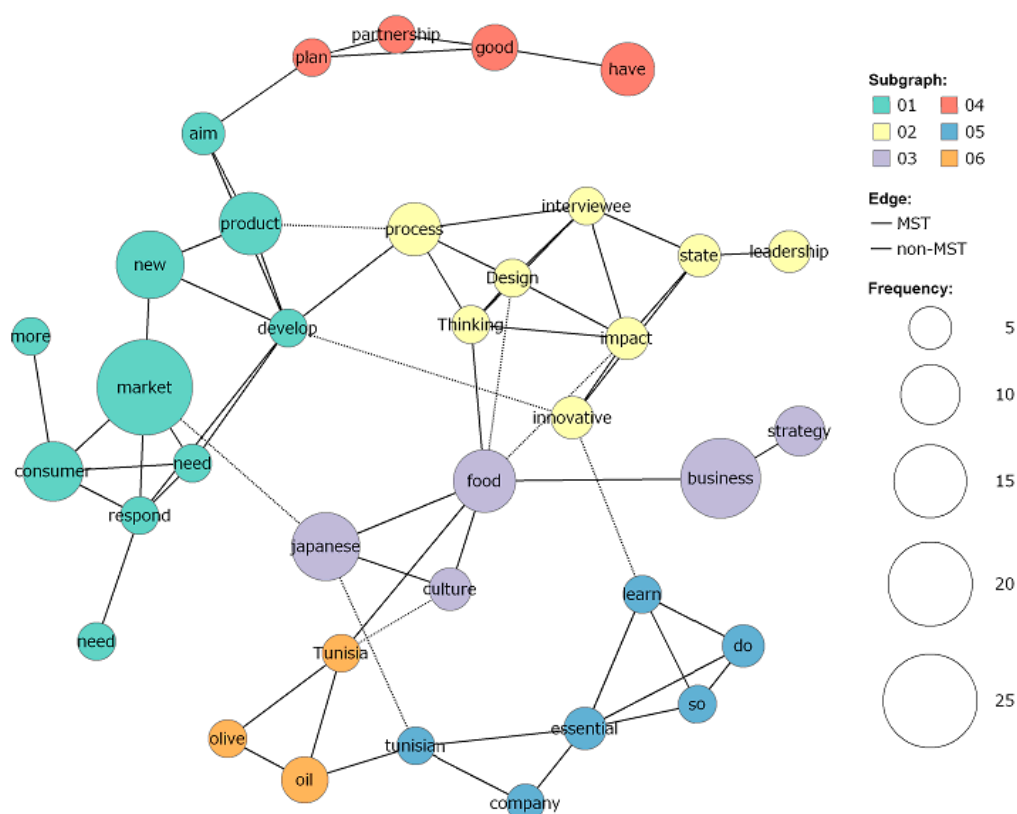 partnership
plan
good
have
aim
Subgraph:
01
04
02
05
03
06
Edge:
MST
non-MST
Frequency:
5
10
15
20
25
product
process
interviewee
new
state
leadership
Design
develop
Thinking
more
impact
market
innovative
strategy
consumer
need
food
business
respond
japanese
culture
learn
need
Tunisia
do
so
essential
olive
tunisian
oil
company